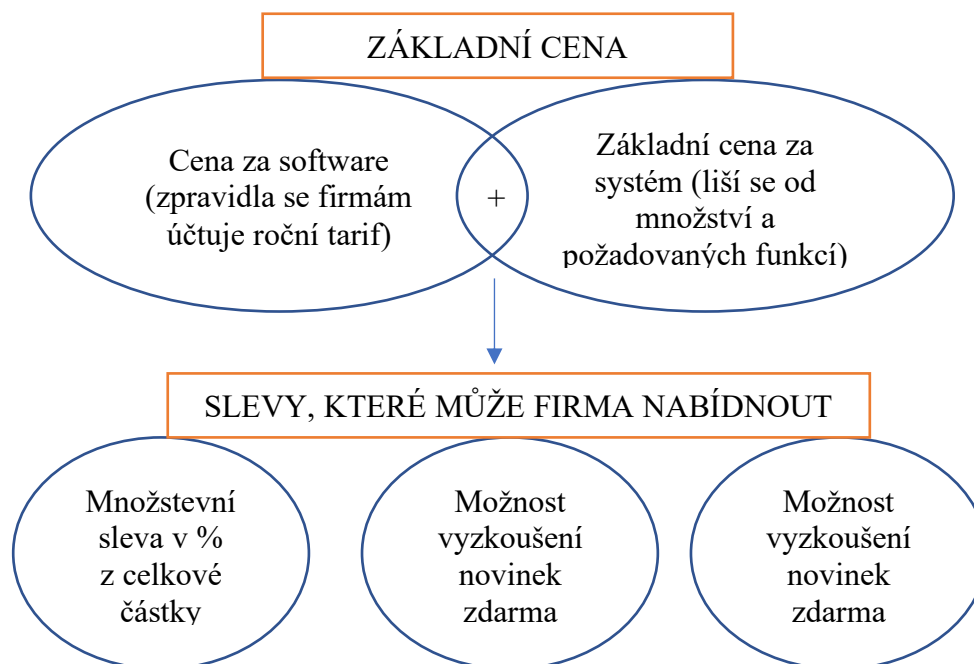 ZÁKLADNÍ CENA
Cena za software
(zpravidla se firmám
účtuje roční tarif)
+
Základní cena za
systém (liší se od
množství a
požadovaných funkcí)
SLEVY, KTERÉ MŮŽE FIRMA NABÍDNOUT
Množstevní
sleva v %
z celkové
částky
Možnost
vyzkoušení
novinek
zdarma
Možnost
vyzkoušení
novinek
zdarma